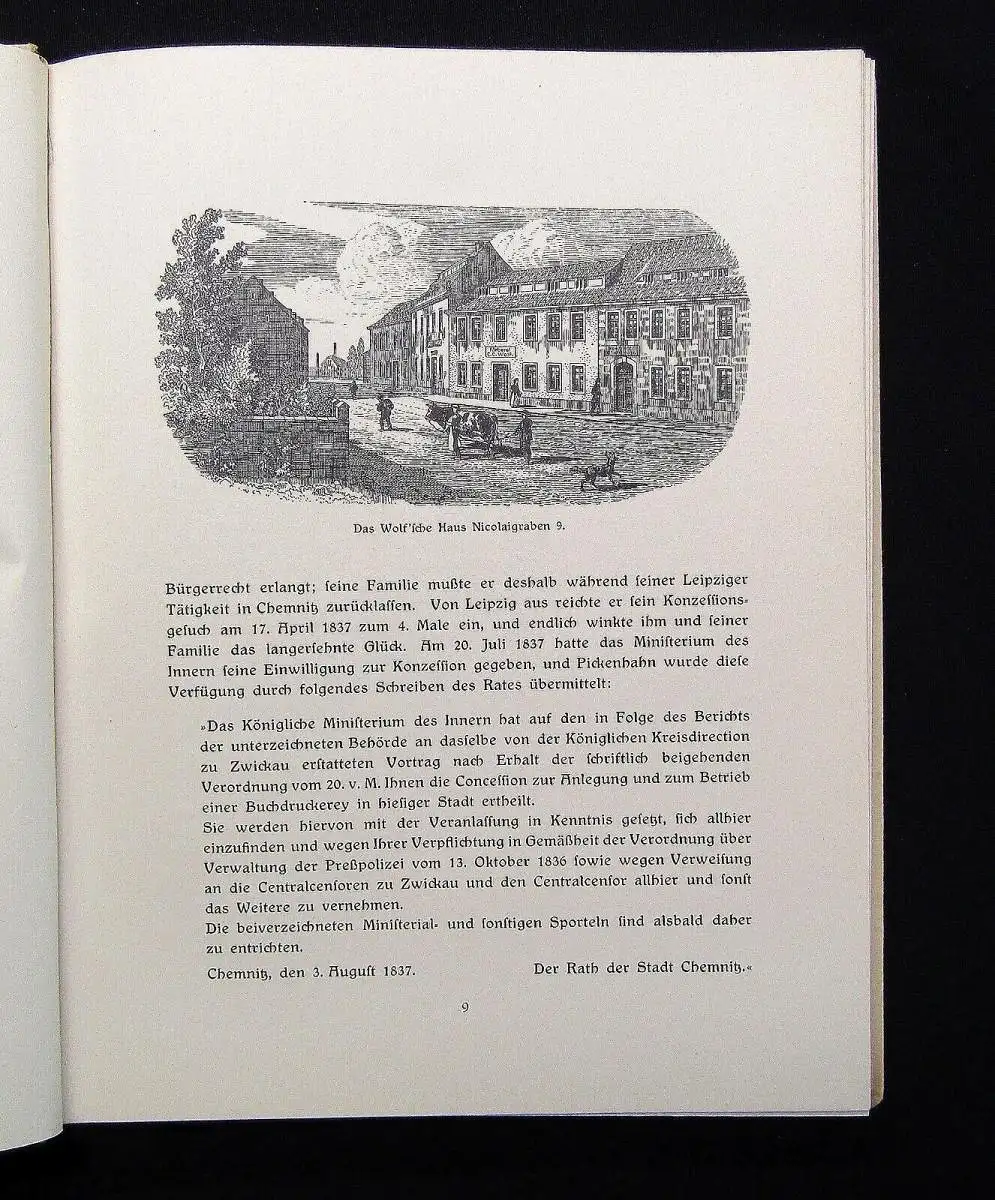 Das Wolf'ſche Haus Nicolaigraben 9.
Bürgerrecht erlangt; ſeine Familie mußte er deshalb während ſeiner Leipziger
Tätigkeit in Chemnitz zurücklaſſen. Von Leipzig aus reichte er ſein Konzeſſions-
geſuch am 17. April 1837 zum 4. Male ein, und endlich winkte ihm und ſeiner
Familie das langerſehnte Glück. Am 20. Juli 1837 hatte das Miniſterium des
Innern ſeine Einwilligung zur Konzeſſion gegeben, und Pickenhahn wurde dieſe
Verfügung durch folgendes Schreiben des Rates übermittelt:
»Das Königliche Miniſterium des Innern hat auf den in Folge des Berichts
der unterzeichneten Behörde an dasſelbe von der Königlichen Kreisdirection
zu Zwickau erſtatteten Vortrag nach Erhalt der ſchriftlich beigehenden
Verordnung vom 20. v. M. Ihnen die Conceſſion zur Anlegung und zum Betrieb
einer Buchdruckerey in hieſiger Stadt ertheilt.
Sie werden hiervon mit der Veranlaſſung in Kenntnis geſetzt, ſich allhier
einzufinden und wegen Ihrer Verpflichtung in Gemäßheit der Verordnung über
Verwaltung der Preßpolizei vom 13. Oktober 1836 ſowie wegen Verweiſung
an die Centralcenſoren zu Zwickau und den Centralcenſor allhier und ſonſt
das Weitere zu vernehmen.
Die beiverzeichneten Miniſterial- und ſonſtigen Sporteln ſind alsbald daher
zu entrichten.
Chemnitz, den 3. Auguſt 1837. Der Rath der Stadt Chemnitz.«
9